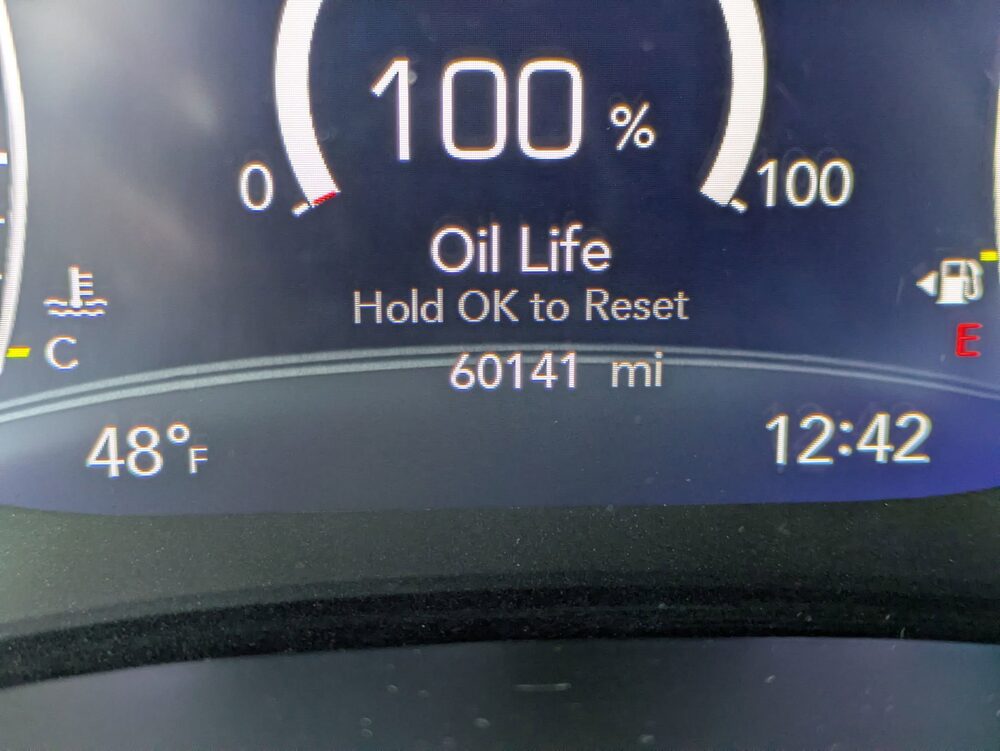 100 %
0
100
Oil Life
Hold OK to Reset
C
E
60141 mi
48°F
12:42